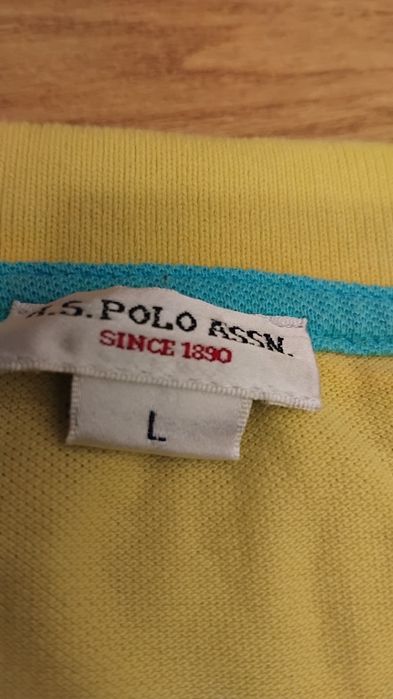 .S. POLO ASSN.
SINCE 1890
L